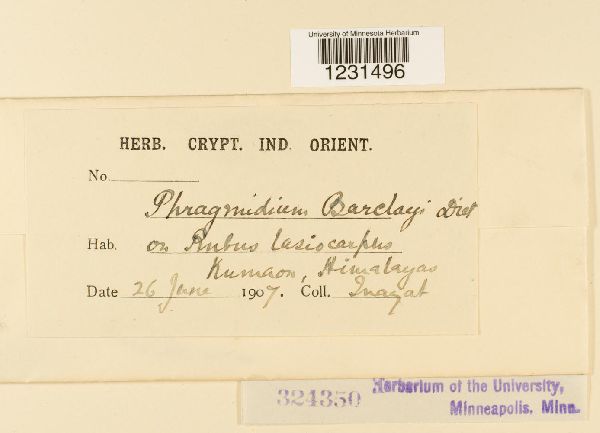 University of Minnesota Herbarium
1231496
HERB. CRYPT. IND. ORIENT.
No.
Phragmidium Barclayi Diet
Hab. on Rubus lasiocarpus
Kumaon, Himalayas
Date 26 June 1907. Coll. Inayat
324350 Herbarium of the University,
Minneapolis, Minn.